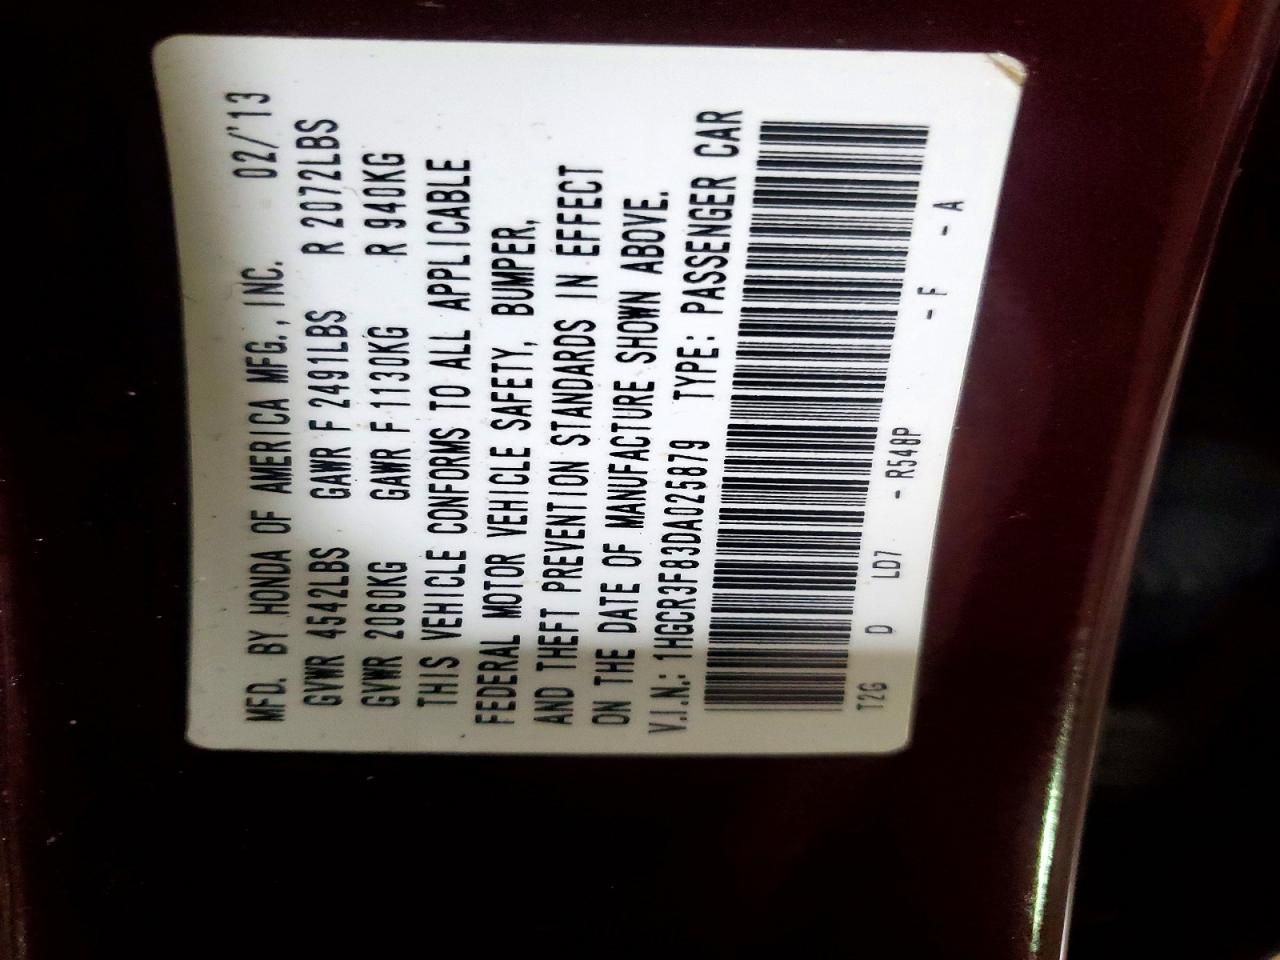 MFD. BY HONDA OF AMERICA MFG., INC. 02/'13
GVWR 4542LBS GAWR F 2491LBS R 2072LBS
GVWR 2060KG GAWR F 1130KG R 940KG
THIS VEHICLE CONFORMS TO ALL APPLICABLE
FEDERAL MOTOR VEHICLE SAFETY, BUMPER,
AND THEFT PREVENTION STANDARDS IN EFFECT
ON THE DATE OF MANUFACTURE SHOWN ABOVE.
V.I.N.: 1HGCR3F83DA025879 TYPE: PASSENGER CAR
T2G D LD7 - R548P - F - A